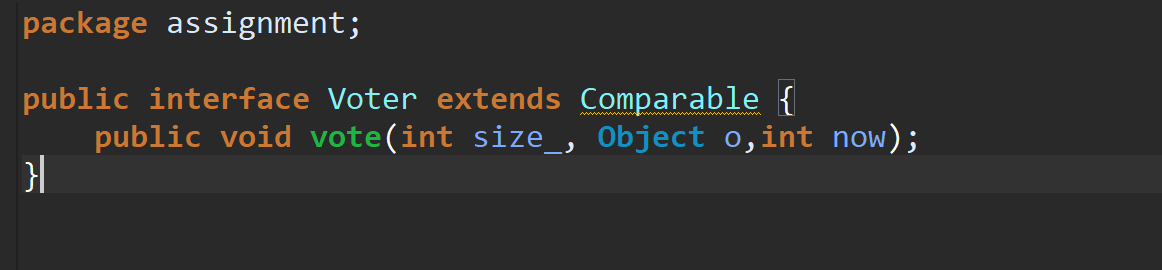 package assignment;
public interface Voter extends Comparable {
    public void vote(int size_, Object o,int now);
}